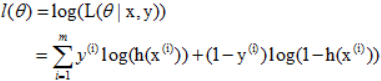 l(θ) = log(L(θ | x, y))
= ∑_{i=1}^{m} y^{(i)} log(h(x^{(i)})) + (1 − y^{(i)}) log(1 − h(x^{(i)}))